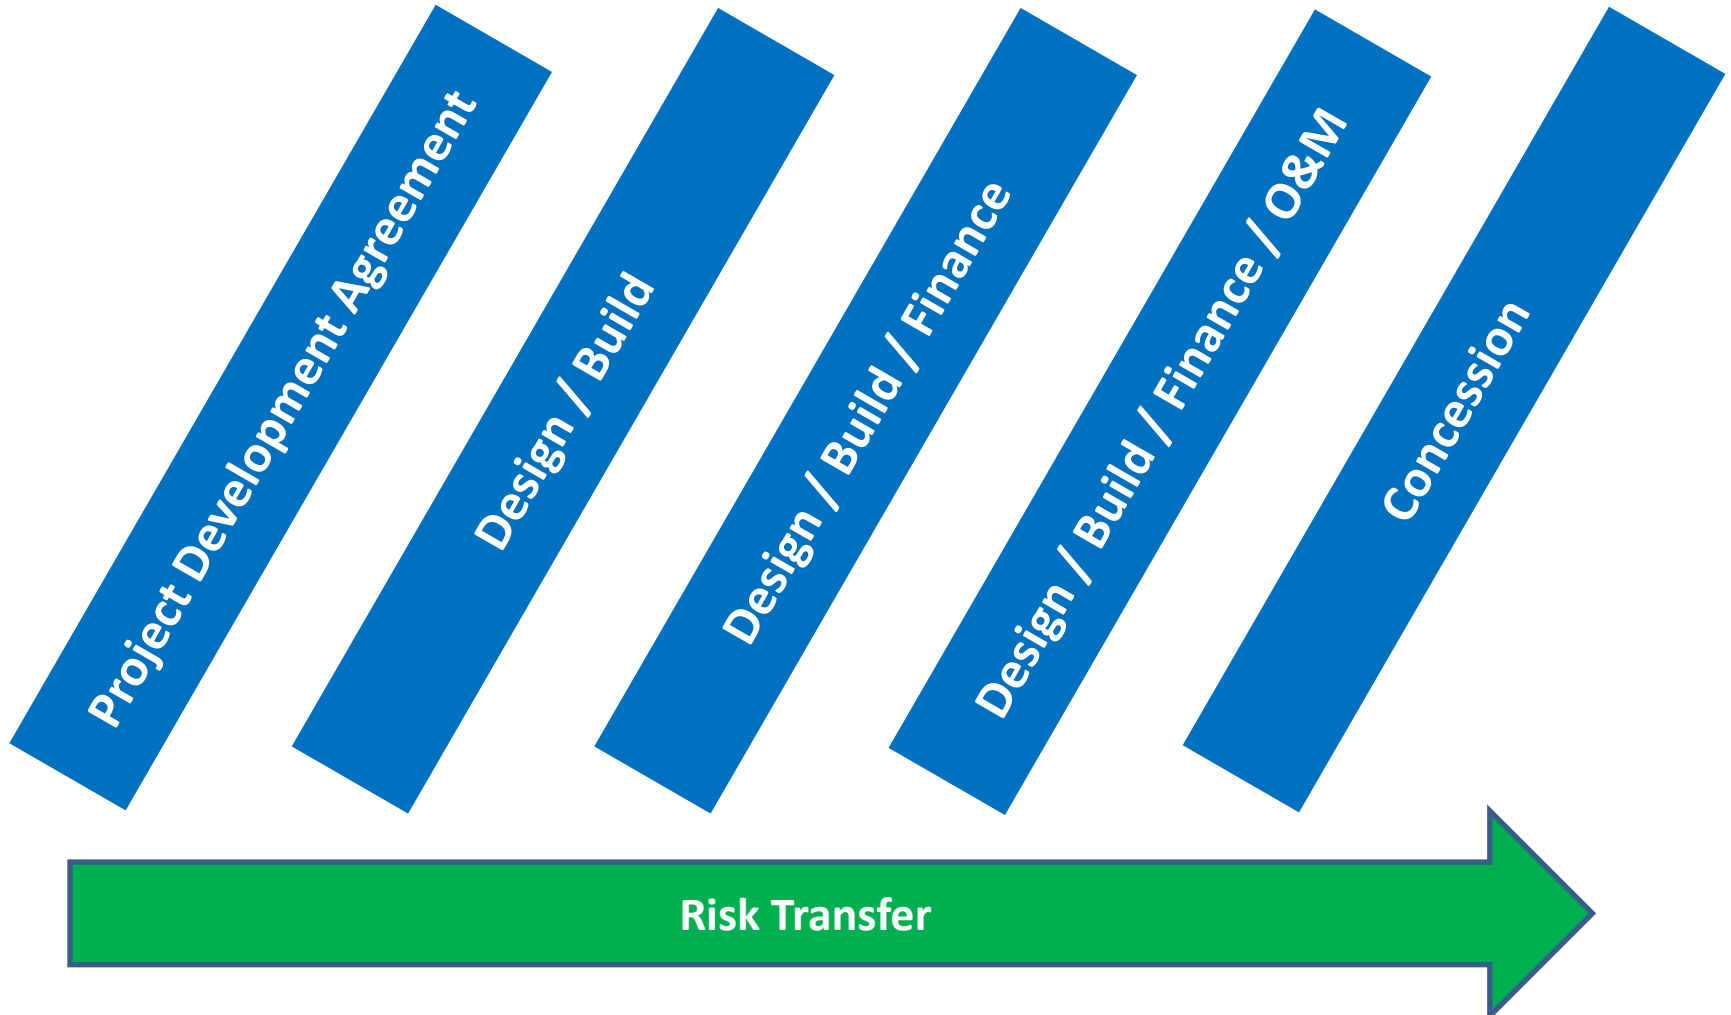 Project Development Agreement
Design / Build
Design / Build / Finance
Design / Build / Finance / O&M
Concession
Risk Transfer